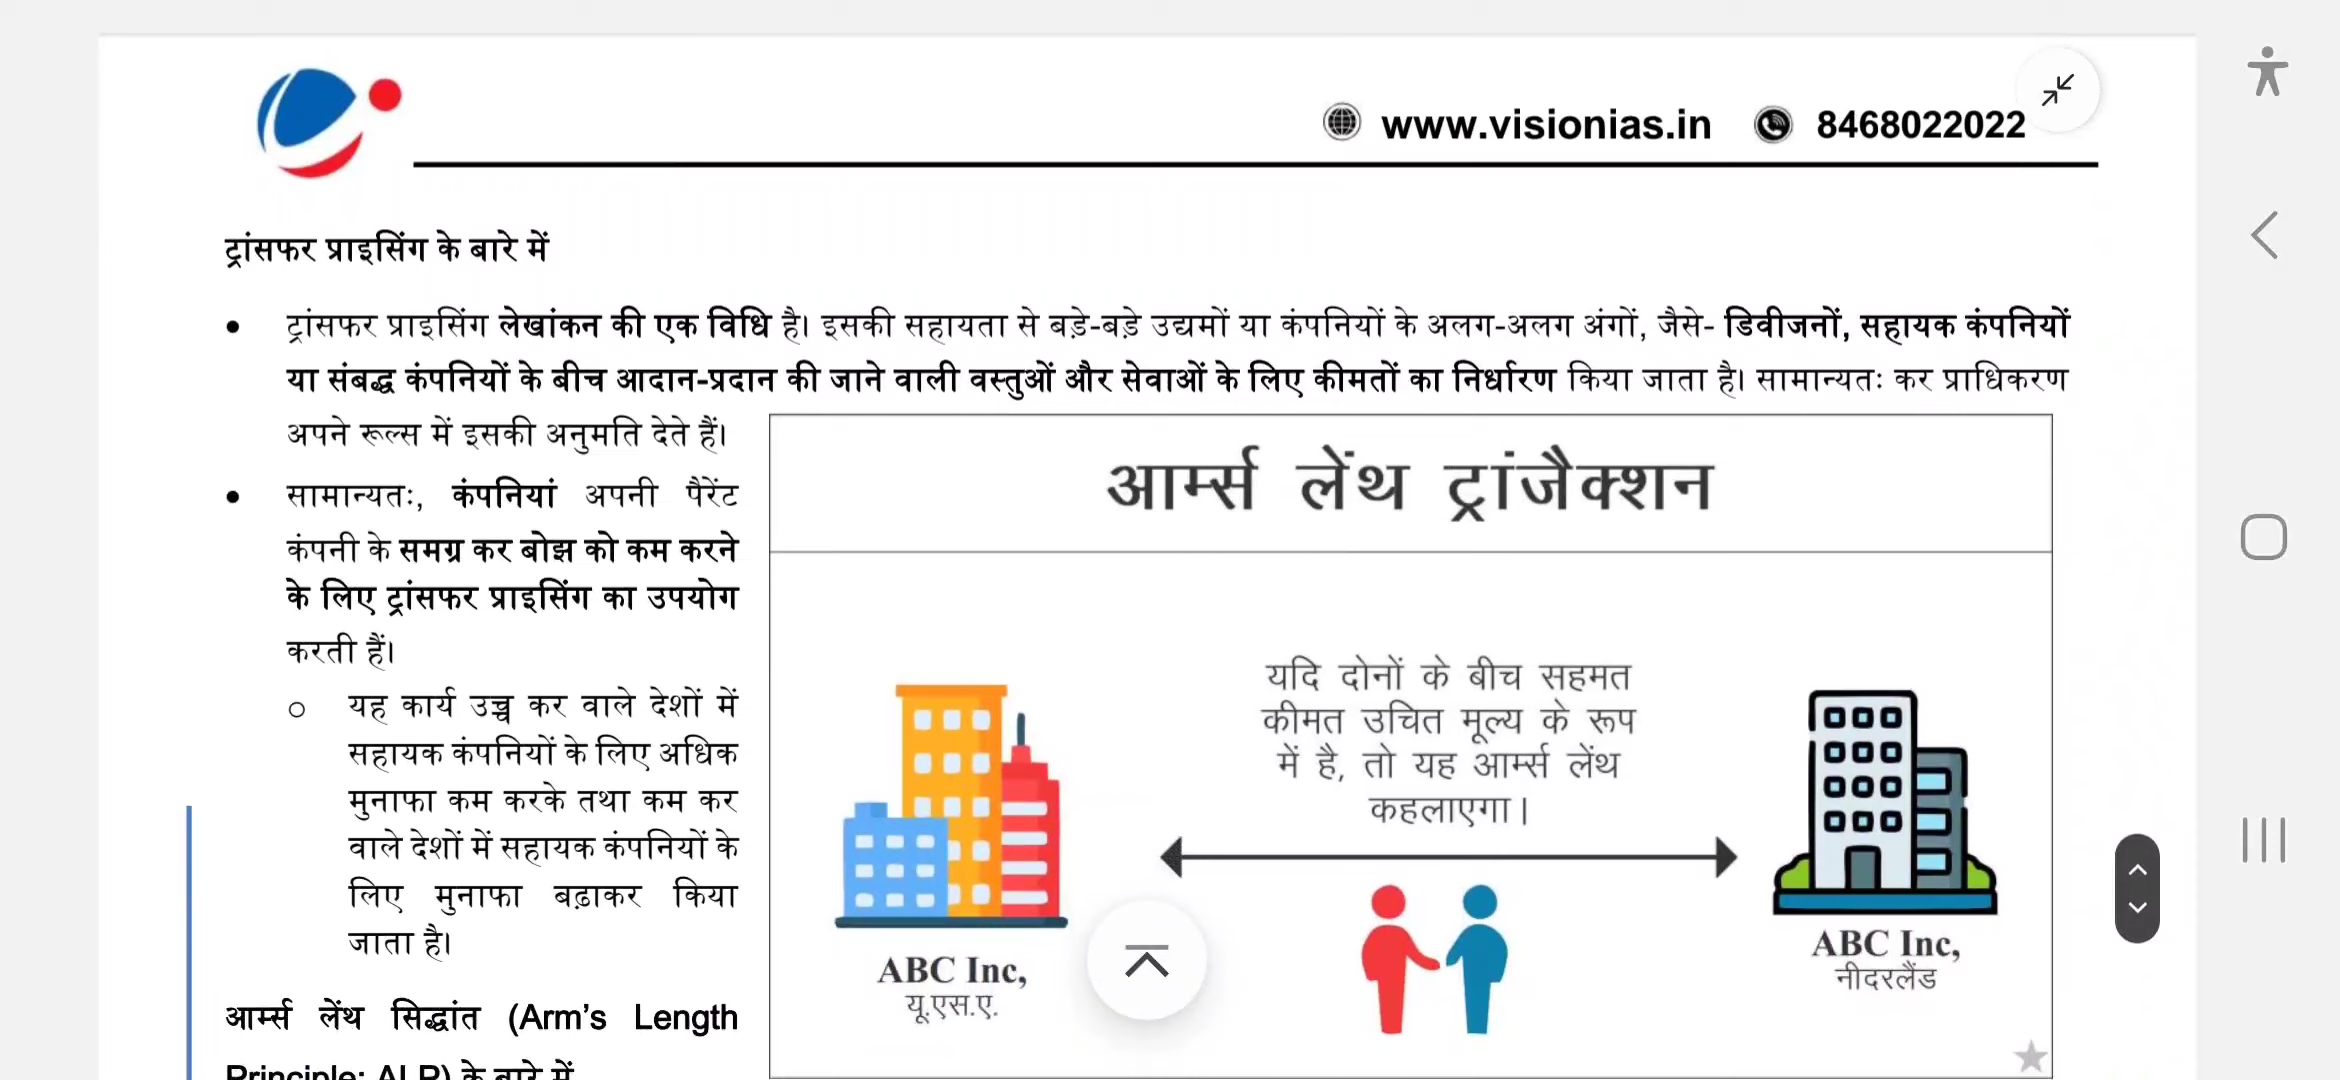 www.visionias.in 8468022022
ट्रांसफर प्राइसिंग के बारे में
● ट्रांसफर प्राइसिंग लेखांकन की एक विधि है। इसकी सहायता से बड़े-बड़े उद्यमों या कंपनियों के अलग-अलग अंगों, जैसे- डिवीजनों, सहायक कंपनियों
या संबद्ध कंपनियों के बीच आदान-प्रदान की जाने वाली वस्तुओं और सेवाओं के लिए कीमतों का निर्धारण किया जाता है। सामान्यतः कर प्राधिकरण
अपने रूल्स में इसकी अनुमति देते हैं।
● सामान्यतः, कंपनियां अपनी पैरेंट
कंपनी के समग्र कर बोझ को कम करने
के लिए ट्रांसफर प्राइसिंग का उपयोग
करती हैं।
○ यह कार्य उच्च कर वाले देशों में
सहायक कंपनियों के लिए अधिक
मुनाफा कम करके तथा कम कर
वाले देशों में सहायक कंपनियों के
लिए मुनाफा बढ़ाकर किया
जाता है।
आर्म्स लेंथ सिद्धांत (Arm's Length
Principle: ALP) के बारे में
आर्म्स लेंथ ट्रांजैक्शन
यदि दोनों के बीच सहमत
कीमत उचित मूल्य के रूप
में है, तो यह आर्म्स लेंथ
कहलाएगा।
ABC Inc,
यू.एस.ए.
ABC Inc,
नीदरलैंड